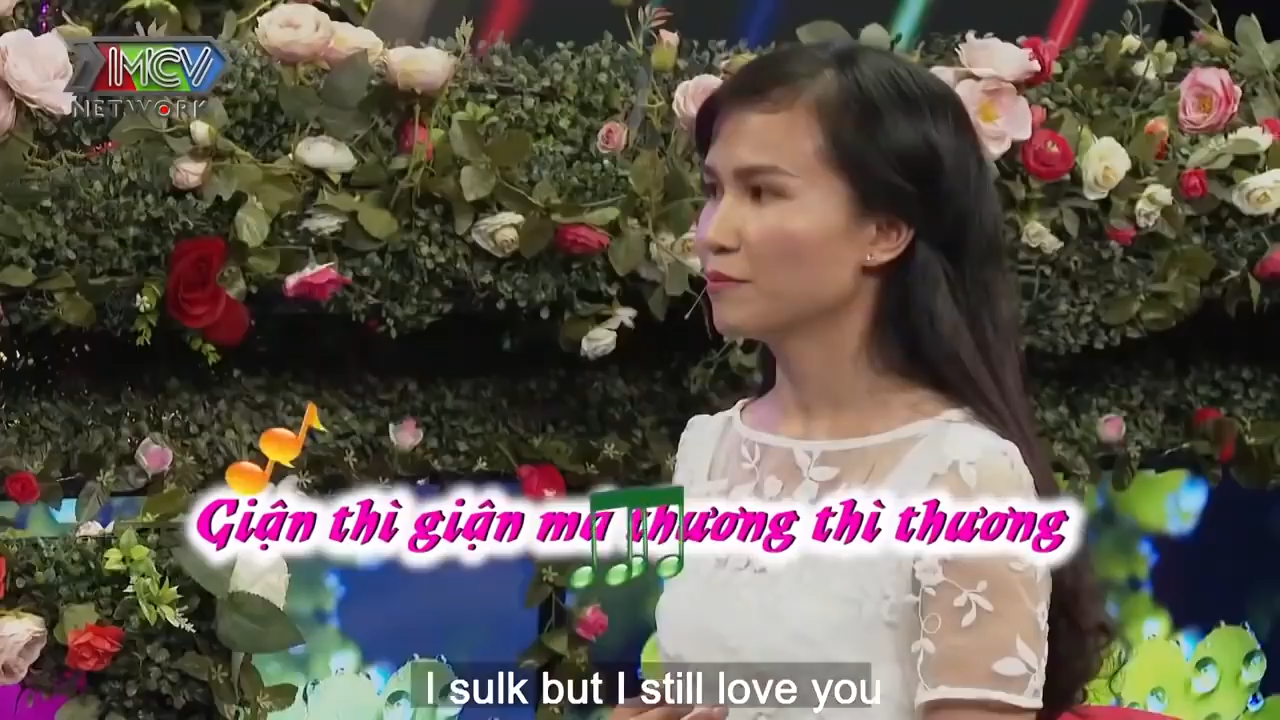 MCV
NETWORK
Giận thì giận mà thương thì thương
I sulk but I still love you